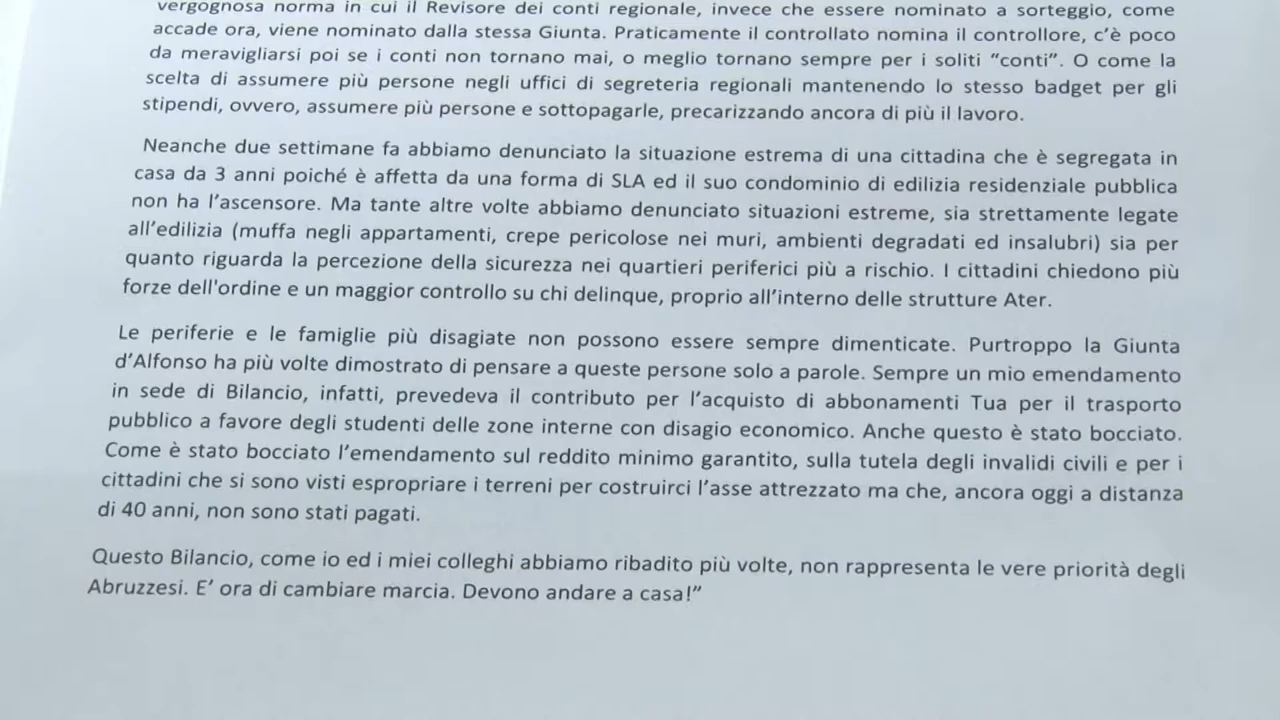 vergognosa norma in cui il Revisore dei conti regionale, invece che essere nominato a sorteggio, come
accade ora, viene nominato dalla stessa Giunta. Praticamente il controllato nomina il controllore, c’è poco
da meravigliarsi poi se i conti non tornano mai, o meglio tornano sempre per i soliti “conti”. O come la
scelta di assumere più persone negli uffici di segreteria regionali mantenendo lo stesso badget per gli
stipendi, ovvero, assumere più persone e sottopagarle, precarizzando ancora di più il lavoro.
Neanche due settimane fa abbiamo denunciato la situazione estrema di una cittadina che è segregata in
casa da 3 anni poiché è affetta da una forma di SLA ed il suo condominio di edilizia residenziale pubblica
non ha l’ascensore. Ma tante altre volte abbiamo denunciato situazioni estreme, sia strettamente legate
all’edilizia (muffa negli appartamenti, crepe pericolose nei muri, ambienti degradati ed insalubri) sia per
quanto riguarda la percezione della sicurezza nei quartieri periferici più a rischio. I cittadini chiedono più
forze dell'ordine e un maggior controllo su chi delinque, proprio all’interno delle strutture Ater.
Le periferie e le famiglie più disagiate non possono essere sempre dimenticate. Purtroppo la Giunta
d’Alfonso ha più volte dimostrato di pensare a queste persone solo a parole. Sempre un mio emendamento
in sede di Bilancio, infatti, prevedeva il contributo per l’acquisto di abbonamenti Tua per il trasporto
pubblico a favore degli studenti delle zone interne con disagio economico. Anche questo è stato bocciato.
Come è stato bocciato l’emendamento sul reddito minimo garantito, sulla tutela degli invalidi civili e per i
cittadini che si sono visti espropriare i terreni per costruirci l’asse attrezzato ma che, ancora oggi a distanza
di 40 anni, non sono stati pagati.
Questo Bilancio, come io ed i miei colleghi abbiamo ribadito più volte, non rappresenta le vere priorità degli
Abruzzesi. E’ ora di cambiare marcia. Devono andare a casa!”